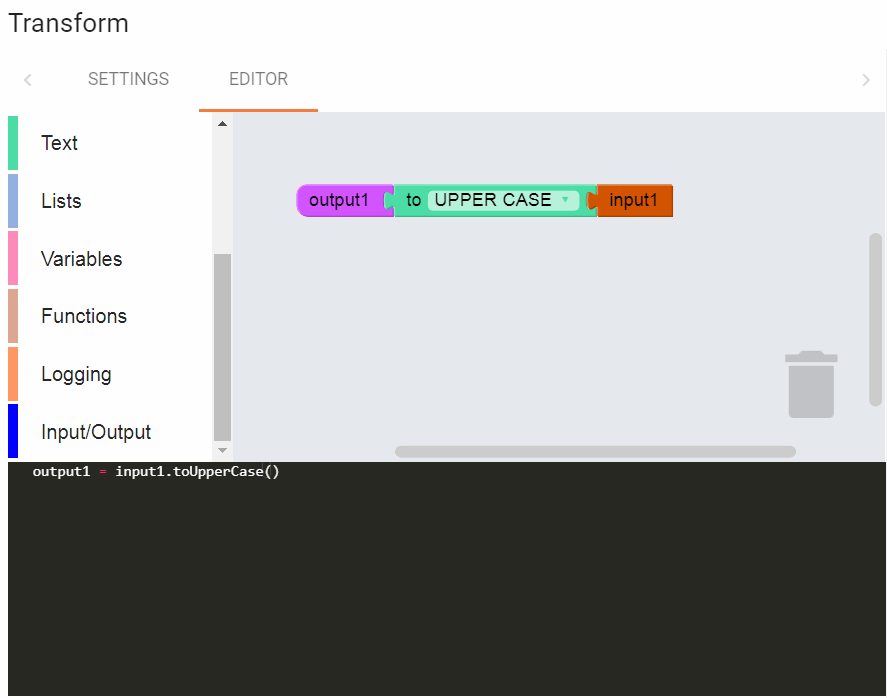 Transform
SETTINGS EDITOR
Text
Lists
Variables
Functions
Logging
Input/Output
output1 to UPPER CASE input1
output1 = input1.toUpperCase()